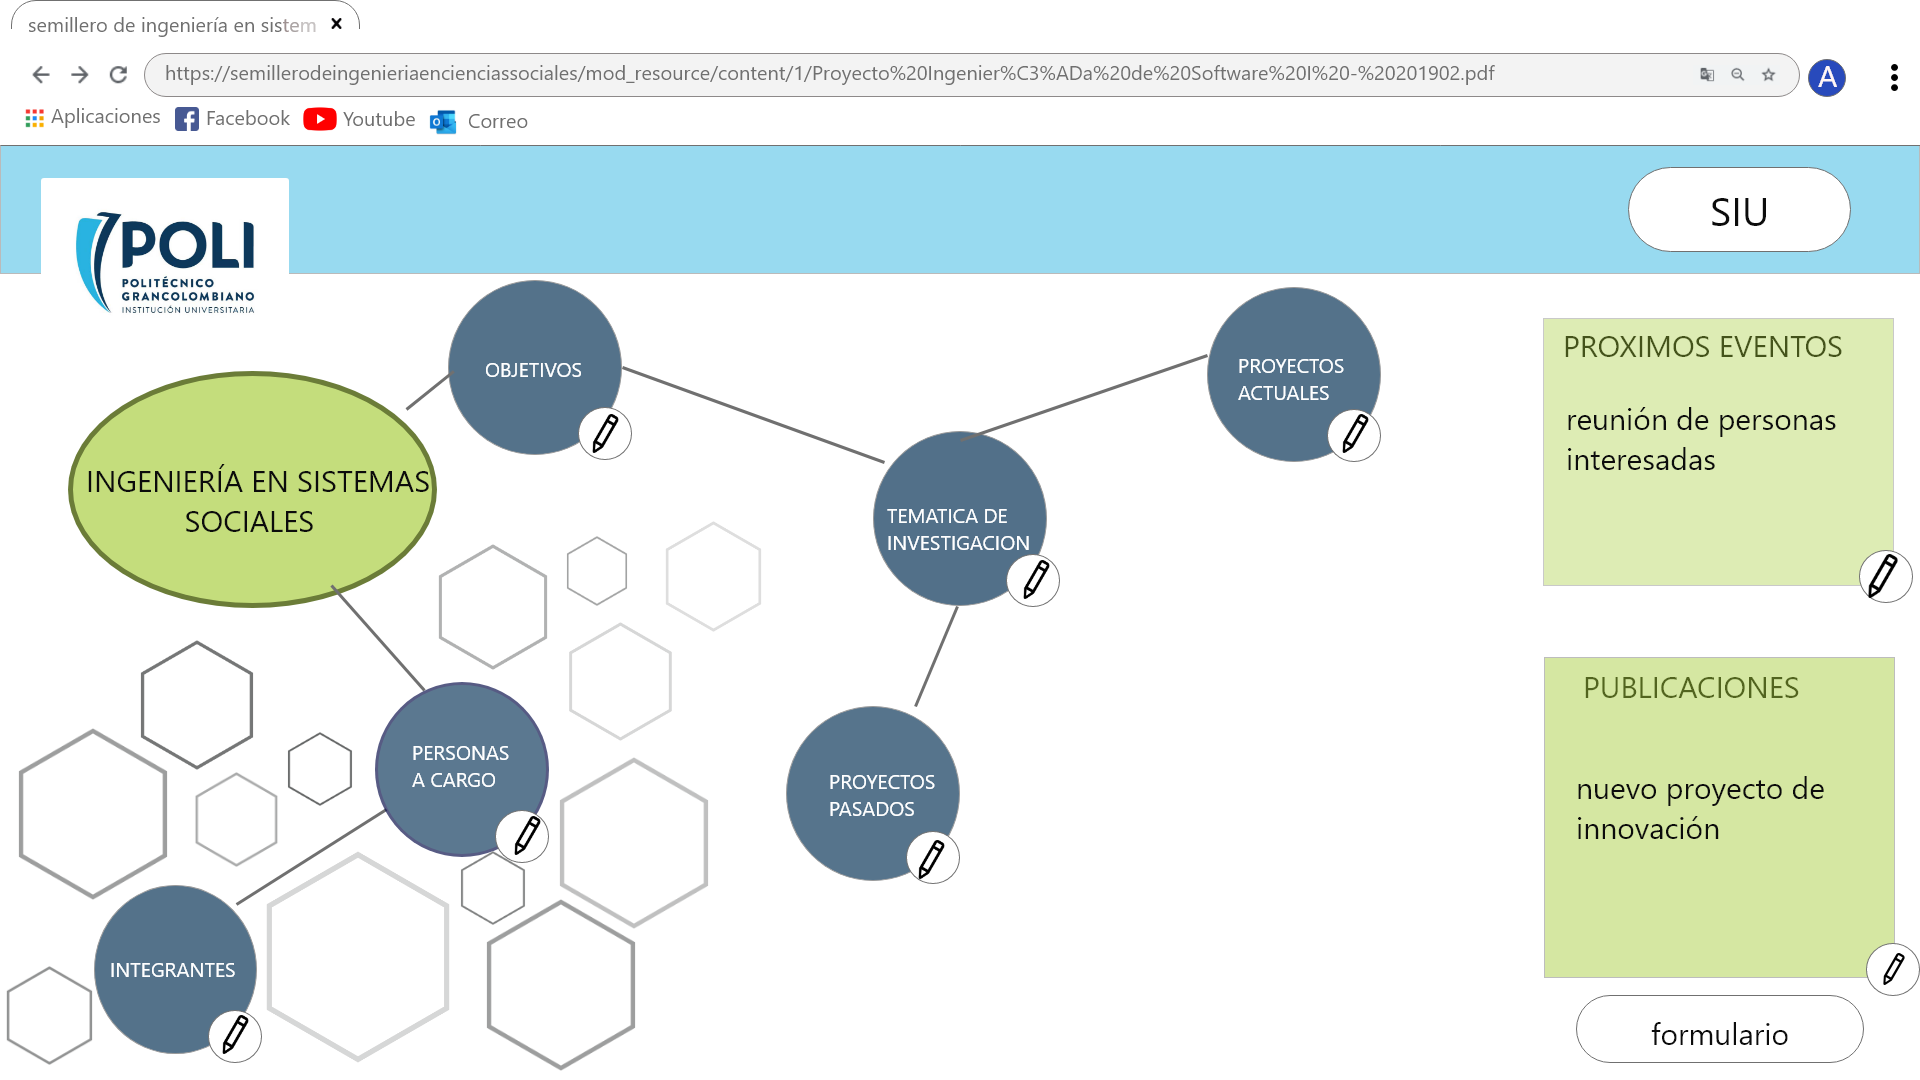 semillero de ingeniería en sistem
https://semillerodeingenieriaencienciassociales/mod_resource/content/1/Proyecto%20Ingenier%C3%ADa%20de%20Software%20I%20-%20201902.pdf
A
Aplicaciones
Facebook
Youtube
Correo
SIU
POLI
POLITÉCNICO
GRANCOLOMBIANO
INSTITUCIÓN UNIVERSITARIA
OBJETIVOS
PROYECTOS
ACTUALES
PROXIMOS EVENTOS
reunión de personas
interesadas
INGENIERÍA EN SISTEMAS
SOCIALES
TEMATICA DE
INVESTIGACION
PERSONAS
A CARGO
PROYECTOS
PASADOS
PUBLICACIONES
nuevo proyecto de
innovación
INTEGRANTES
formulario